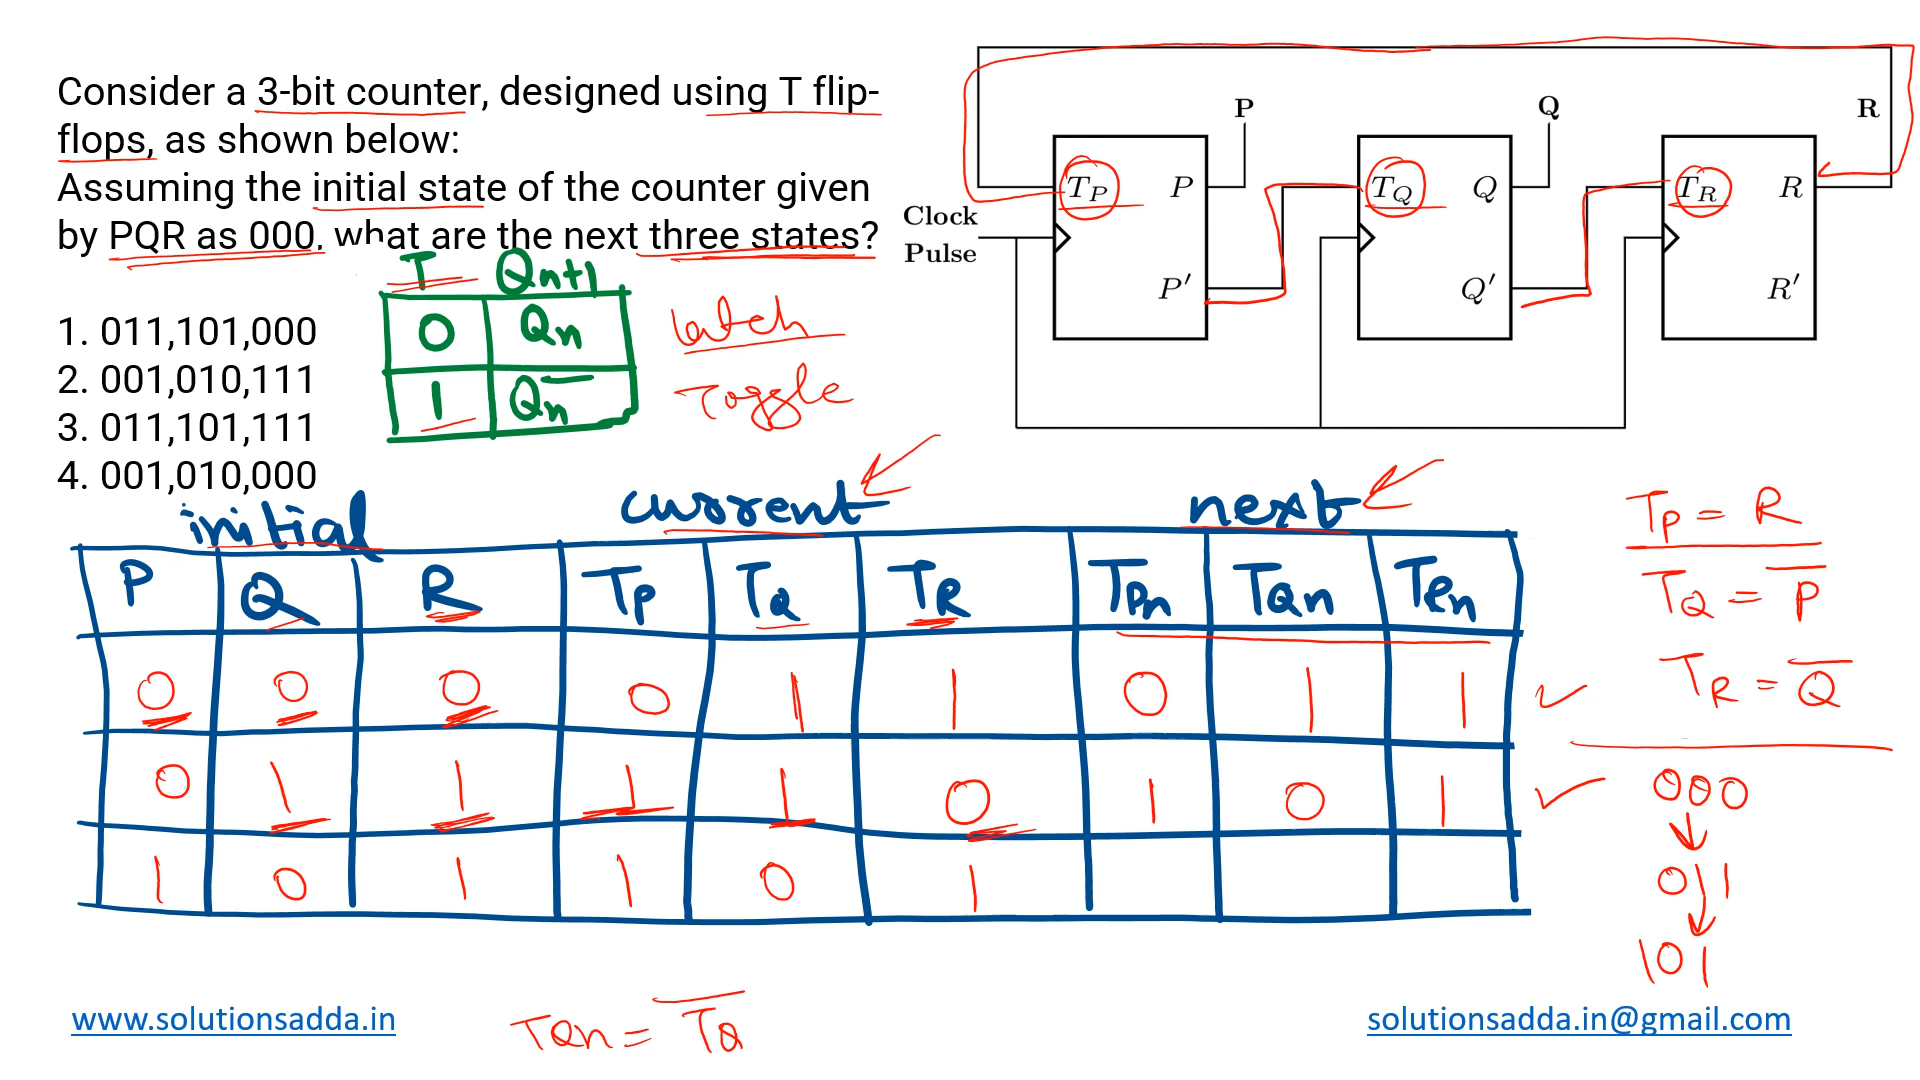 Consider a 3-bit counter, designed using T flip-
flops, as shown below:
Assuming the initial state of the counter given
by PQR as 000, what are the next three states?
1. 011,101,000
2. 001,010,111
3. 011,101,111
4. 001,010,000
T Qn+1
0 Qn
1 Q̅n
latch
Toggle
P Q R
Clock
Pulse
TP P
P′
TQ Q
Q′
TR R
R′
initial current next
P Q R TP TQ TR TPn TQn TRn
0 0 0 0 1 1 0 1 1
0 1 1 1 1 0 1 0 1
1 0 1 1 0 1
TP = R
TQ = P̅
TR = Q̅
000
↓
011
↓
101
TQn = T̅Q̅
www.solutionsadda.in
solutionsadda.in@gmail.com